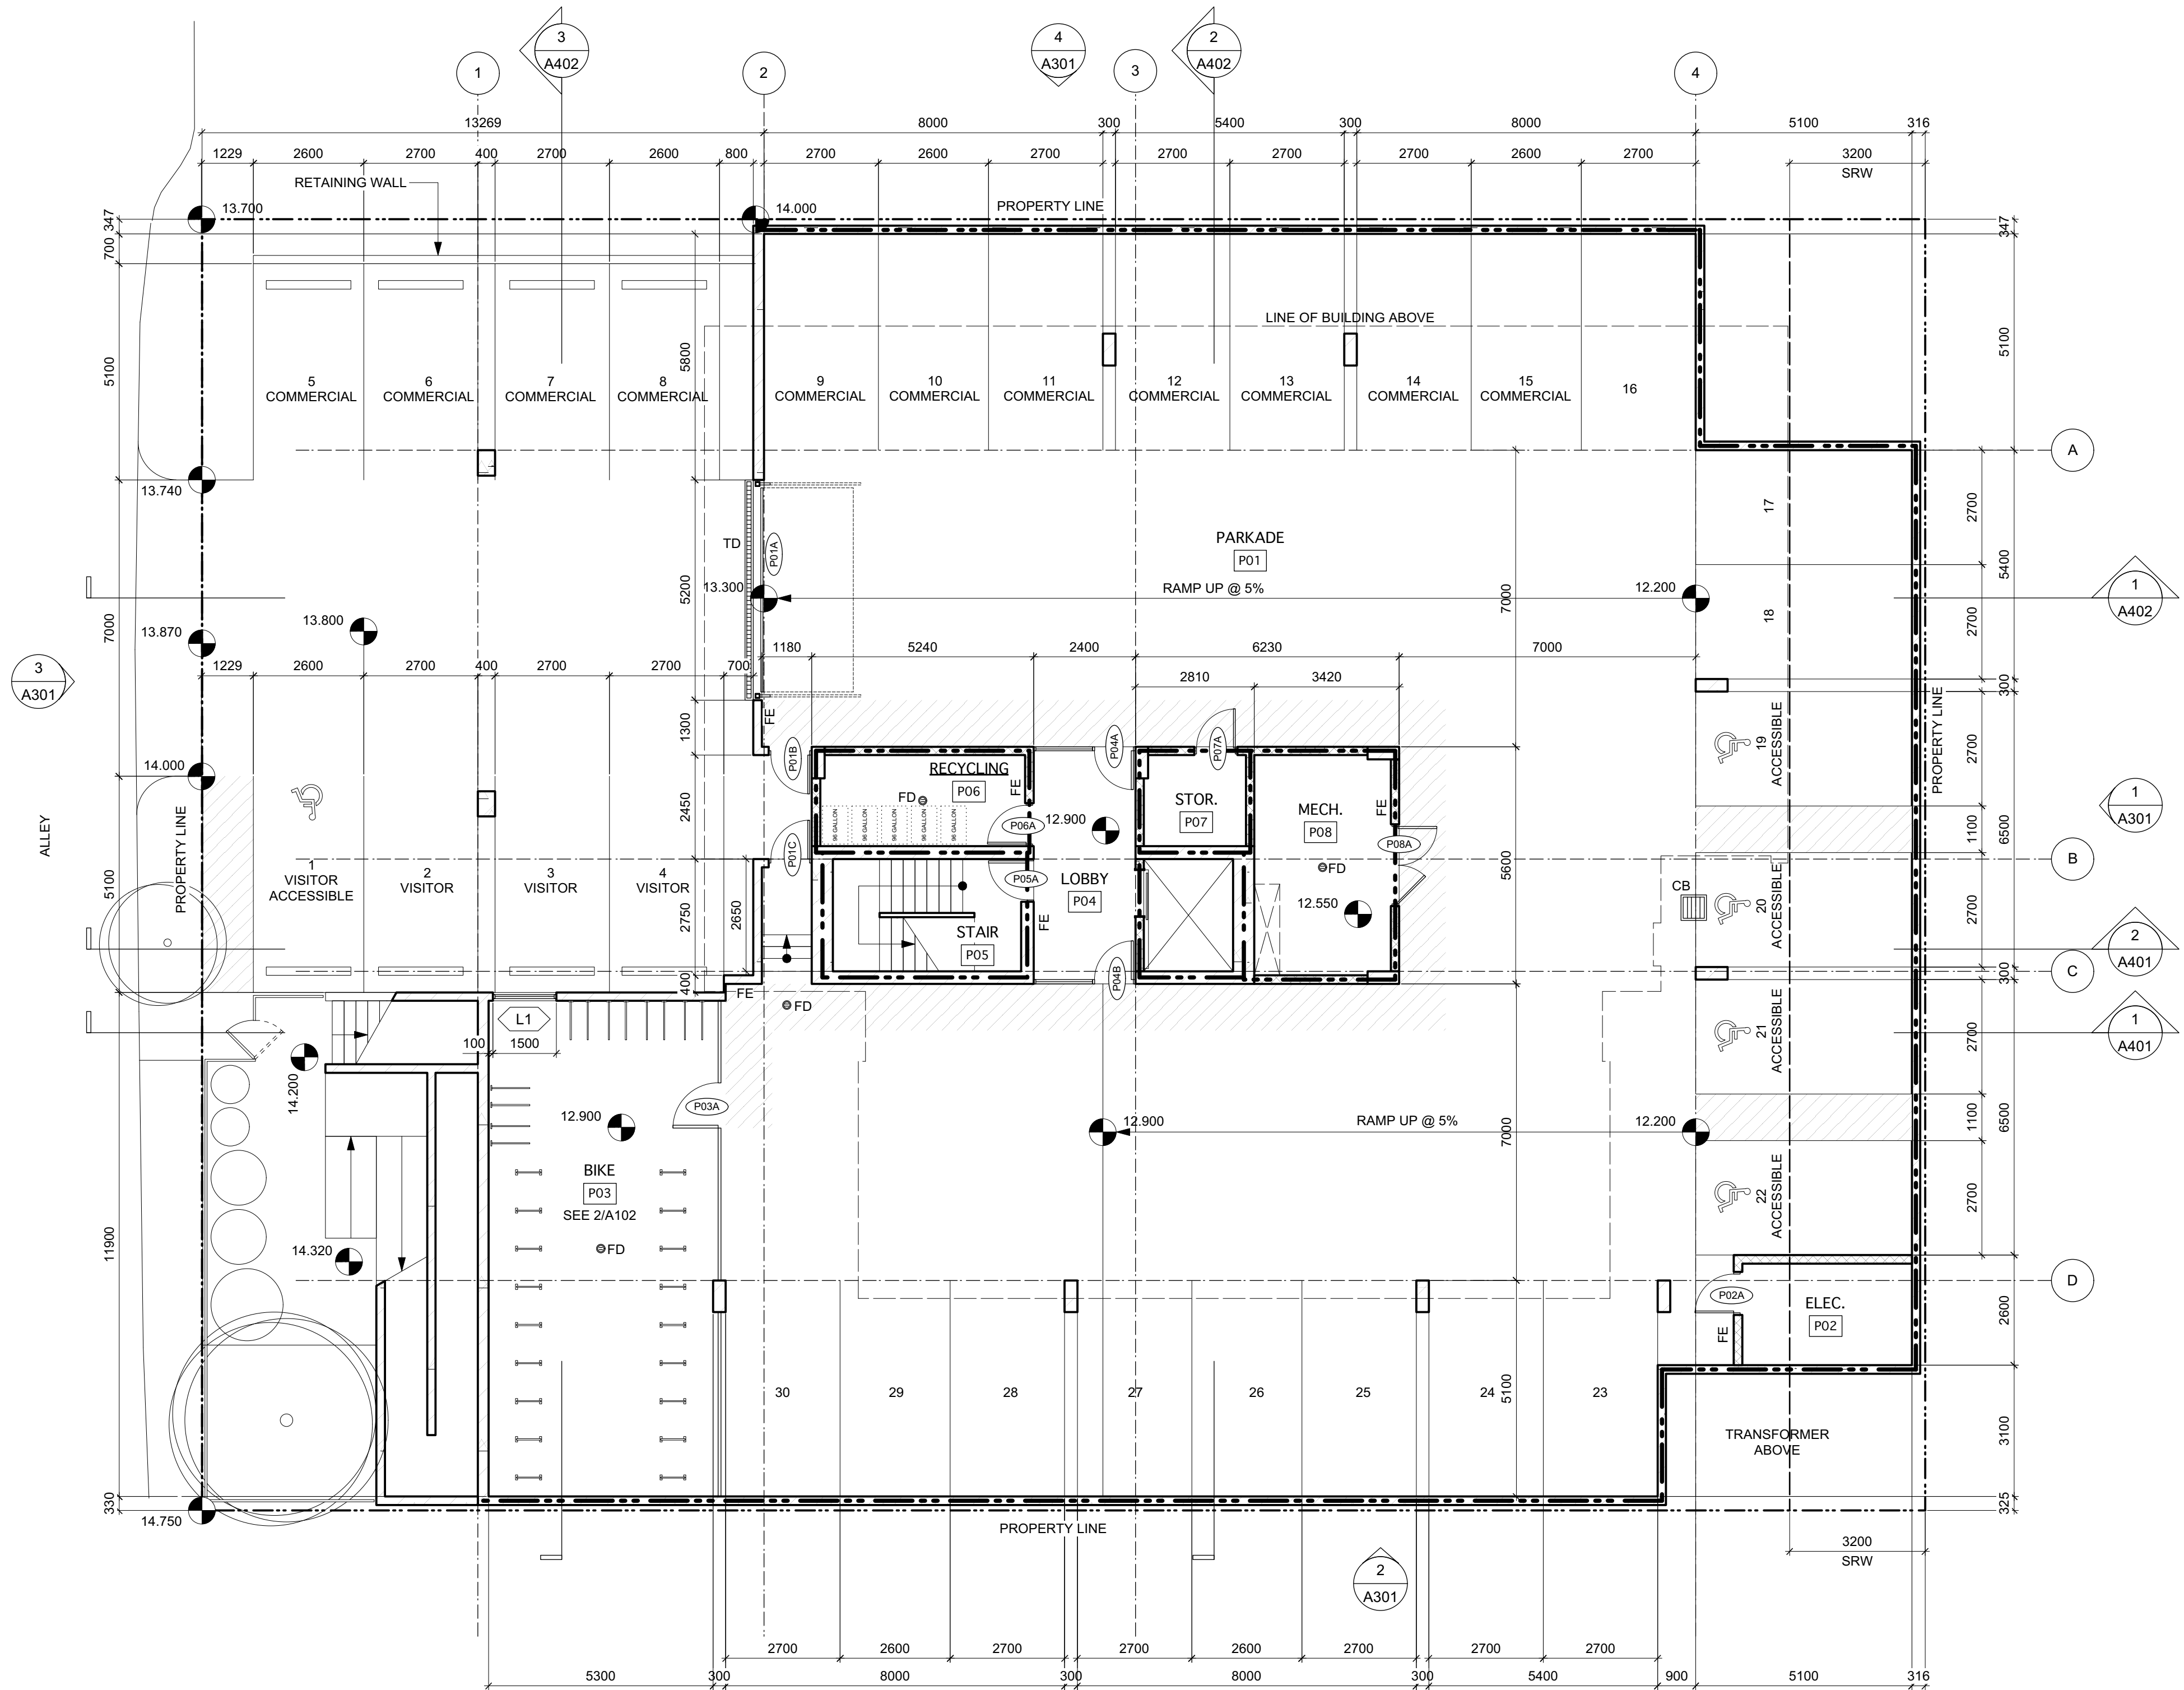 3
A402
4
A301
2
A402
1
2
3
4
13269
8000
300
5400
300
8000
5100
316
1229
2600
2700
400
2700
2600
800
2700
2600
2700
2700
2700
2700
2600
2700
3200
SRW
RETAINING WALL
13.700
14.000
PROPERTY LINE
347
700
347
LINE OF BUILDING ABOVE
5100
5800
5100
5
COMMERCIAL
6
COMMERCIAL
7
COMMERCIAL
8
COMMERCIAL
9
COMMERCIAL
10
COMMERCIAL
11
COMMERCIAL
12
COMMERCIAL
13
COMMERCIAL
14
COMMERCIAL
15
COMMERCIAL
16
A
13.740
17
2700
TD
P01A
PARKADE
P01
5400
13.300
RAMP UP @ 5%
12.200
5200
7000
1
A402
7000
13.870
13.800
18
2700
1229
2600
2700
400
2700
2700
700
1180
5240
2400
6230
7000
2810
3420
3
A301
300
PROPERTY LINE
1300
FE
P01B
P04A
P07A
19
ACCESSIBLE
2700
14.000
RECYCLING
P06
FE
FD
96 GALLON
96 GALLON
96 GALLON
96 GALLON
96 GALLON
P06A
12.900
STOR.
P07
MECH.
P08
FE
P08A
2450
P01C
1100
6500
1
A301
ALLEY
PROPERTY LINE
5100
1
VISITOR
ACCESSIBLE
2
VISITOR
3
VISITOR
4
VISITOR
B
P05A
LOBBY
P04
FD
5600
CB
20
ACCESSIBLE
2700
2750
2650
STAIR
P05
FE
12.550
2
A401
C
300
400
FE
FD
P04B
L1
100
1500
21
ACCESSIBLE
2700
1
A401
14.200
12.900
P03A
12.900
RAMP UP @ 5%
12.200
7000
1100
6500
BIKE
P03
SEE 2/A102
FD
22
ACCESSIBLE
2700
11900
14.320
D
P02A
ELEC.
P02
FE
2600
30
29
28
27
26
25
24
23
5100
TRANSFORMER
ABOVE
3100
330
14.750
325
PROPERTY LINE
3200
SRW
2
A301
2700
2600
2700
2700
2600
2700
2700
2700
5300
300
8000
300
8000
300
5400
900
5100
316